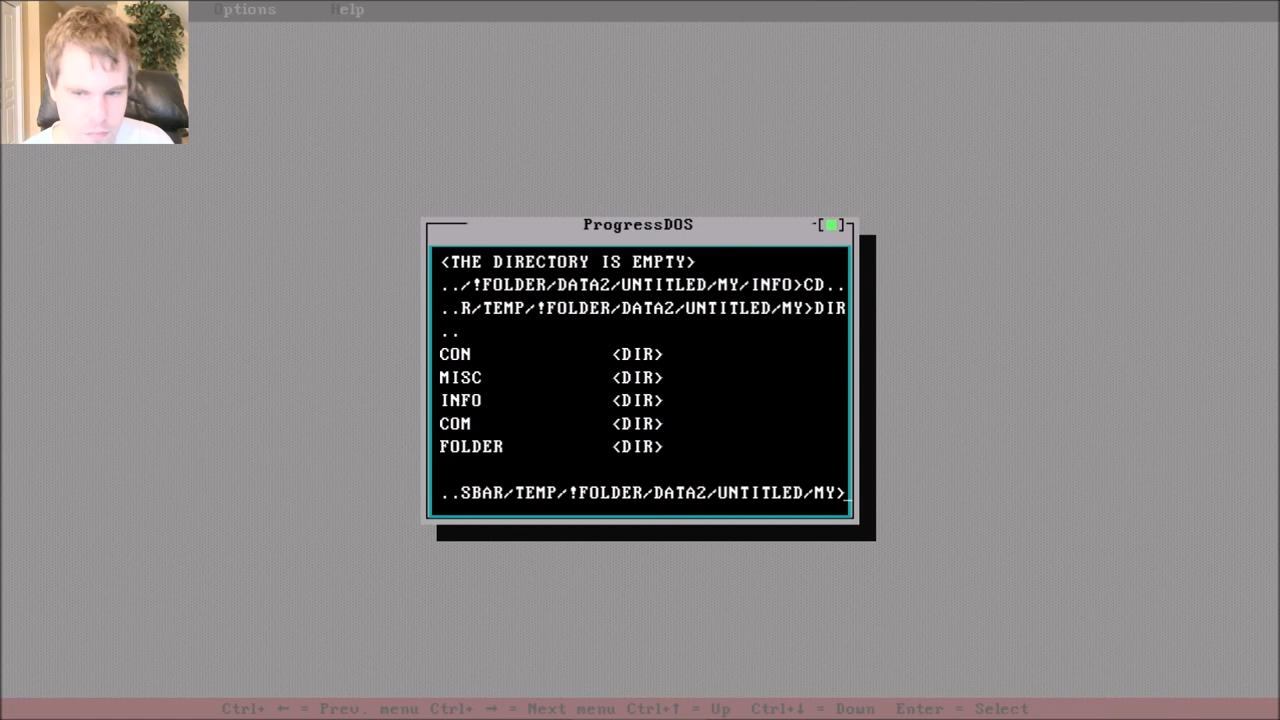 Options Help
ProgressDOS
<THE DIRECTORY IS EMPTY>
../!FOLDER/DATA2/UNTITLED/MY/INFO>CD..
..R/TEMP/!FOLDER/DATA2/UNTITLED/MY>DIR
..
CON <DIR>
MISC <DIR>
INFO <DIR>
COM <DIR>
FOLDER <DIR>
..SBAR/TEMP/!FOLDER/DATA2/UNTITLED/MY>_
Ctrl+ ← = Prev. menu Ctrl+ → = Next menu Ctrl+↑ = Up Ctrl+↓ = Down Enter = Select